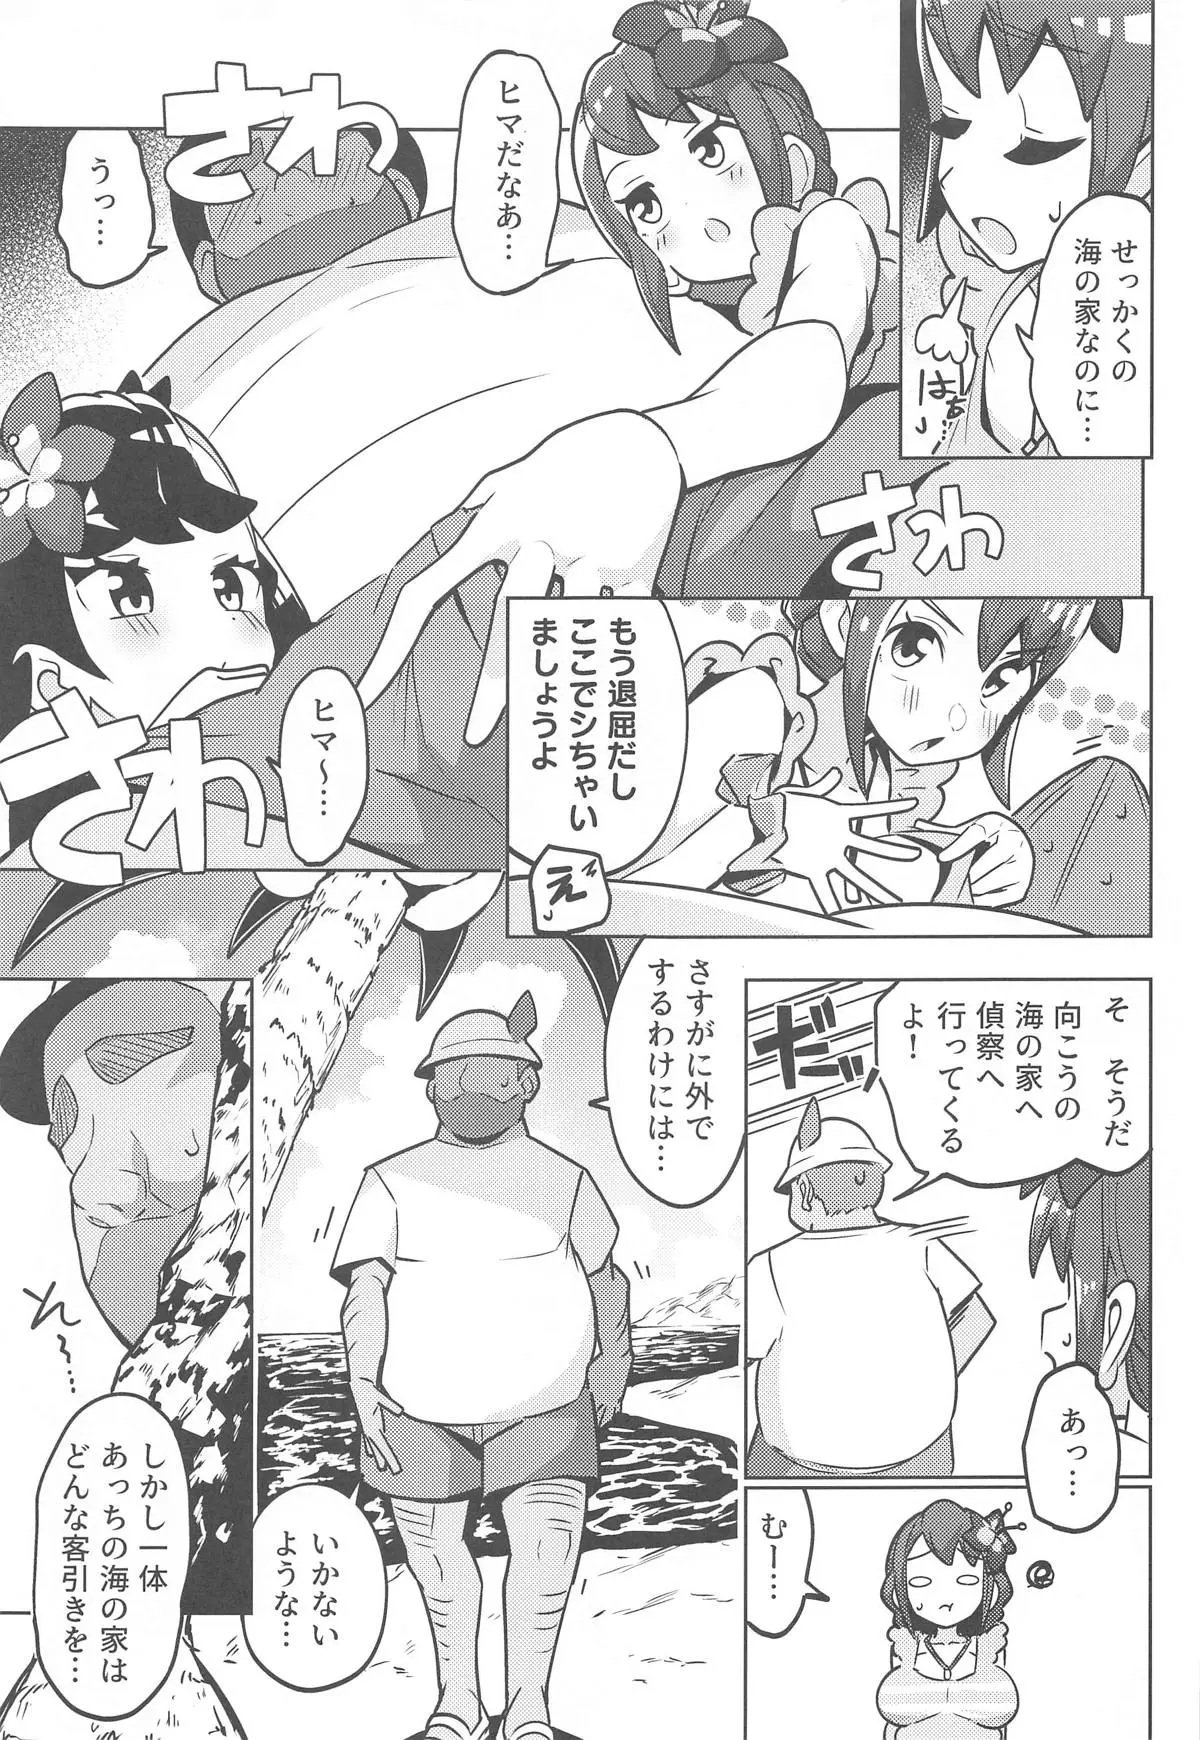 せっかくの
海の家なのに…
はぁ…
ヒマだなあ…
さわ
うっ…
さわ
さわ
ヒマ〜…
もう退屈だし
ここでシちゃい
ましょうよ
え゛
そ そうだ
向こうの
海の家へ
偵察へ
行ってくる
よ！
だっ
あっ…
むー…
さすがに外で
するわけには…
いかない
ような…
しかし一体
あっちの海の家は
どんな客引きを…